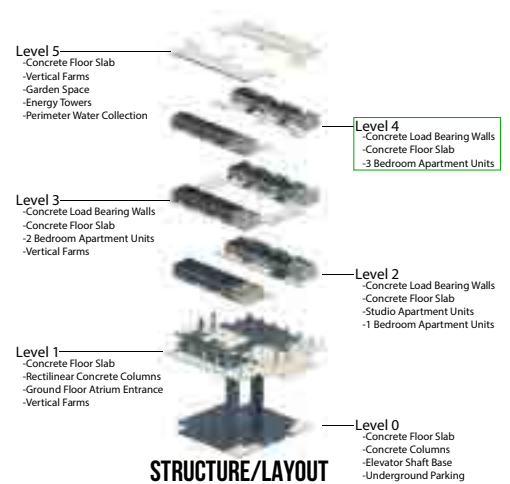 Level 5
-Concrete Floor Slab
-Vertical Farms
-Garden Space
-Energy Towers
-Perimeter Water Collection
Level 4
-Concrete Load Bearing Walls
-Concrete Floor Slab
-3 Bedroom Apartment Units
Level 3
-Concrete Load Bearing Walls
-Concrete Floor Slab
-2 Bedroom Apartment Units
-Vertical Farms
Level 2
-Concrete Load Bearing Walls
-Concrete Floor Slab
-Studio Apartment Units
-1 Bedroom Apartment Units
Level 1
-Concrete Floor Slab
-Rectilinear Concrete Columns
-Ground Floor Atrium Entrance
-Vertical Farms
Level 0
-Concrete Floor Slab
-Concrete Columns
-Elevator Shaft Base
-Underground Parking
STRUCTURE/LAYOUT